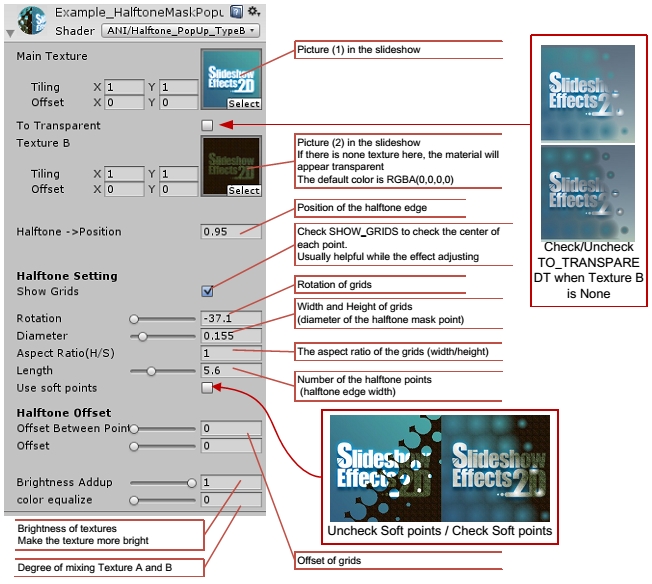 Example_HalftoneMaskPopu
Shader ANI/Halftone_PopUp_TypeB
Main Texture
Tiling X 1 Y 1
Offset X 0 Y 0
Slideshow
Effects 2D
Select
To Transparent
Texture B
Tiling X 1 Y 1
Offset X 0 Y 0
Slideshow
Effects 2D
Select
Halftone ->Position 0.95
Halftone Setting
Show Grids
Rotation -37.1
Diameter 0.155
Aspect Ratio(H/S) 1
Length 5.6
Use soft points
Halftone Offset
Offset Between Point 0
Offset 0
Brightness Addup 1
color equalize 0
Brightness of textures
Make the texture more bright
Degree of mixing Texture A and B
Picture (1) in the slideshow
Picture (2) in the slideshow
If there is none texture here, the material will
appear transparent
The default color is RGBA(0,0,0,0)
Position of the halftone edge
Check SHOW_GRIDS to check the center of
each point.
Usually helpful while the effect adjusting
Rotation of grids
Width and Height of grids
(diameter of the halftone mask point)
The aspect ratio of the grids (width/height)
Number of the halftone points
(halftone edge width)
Slideshow
Effects 2D
Slideshow
Effects 2D
Uncheck Soft points / Check Soft points
Offset of grids
Slideshow
Effects 2D
Slideshow
Effects 2D
Check/Uncheck
TO_TRANSPARE
DT when Texture B
is None